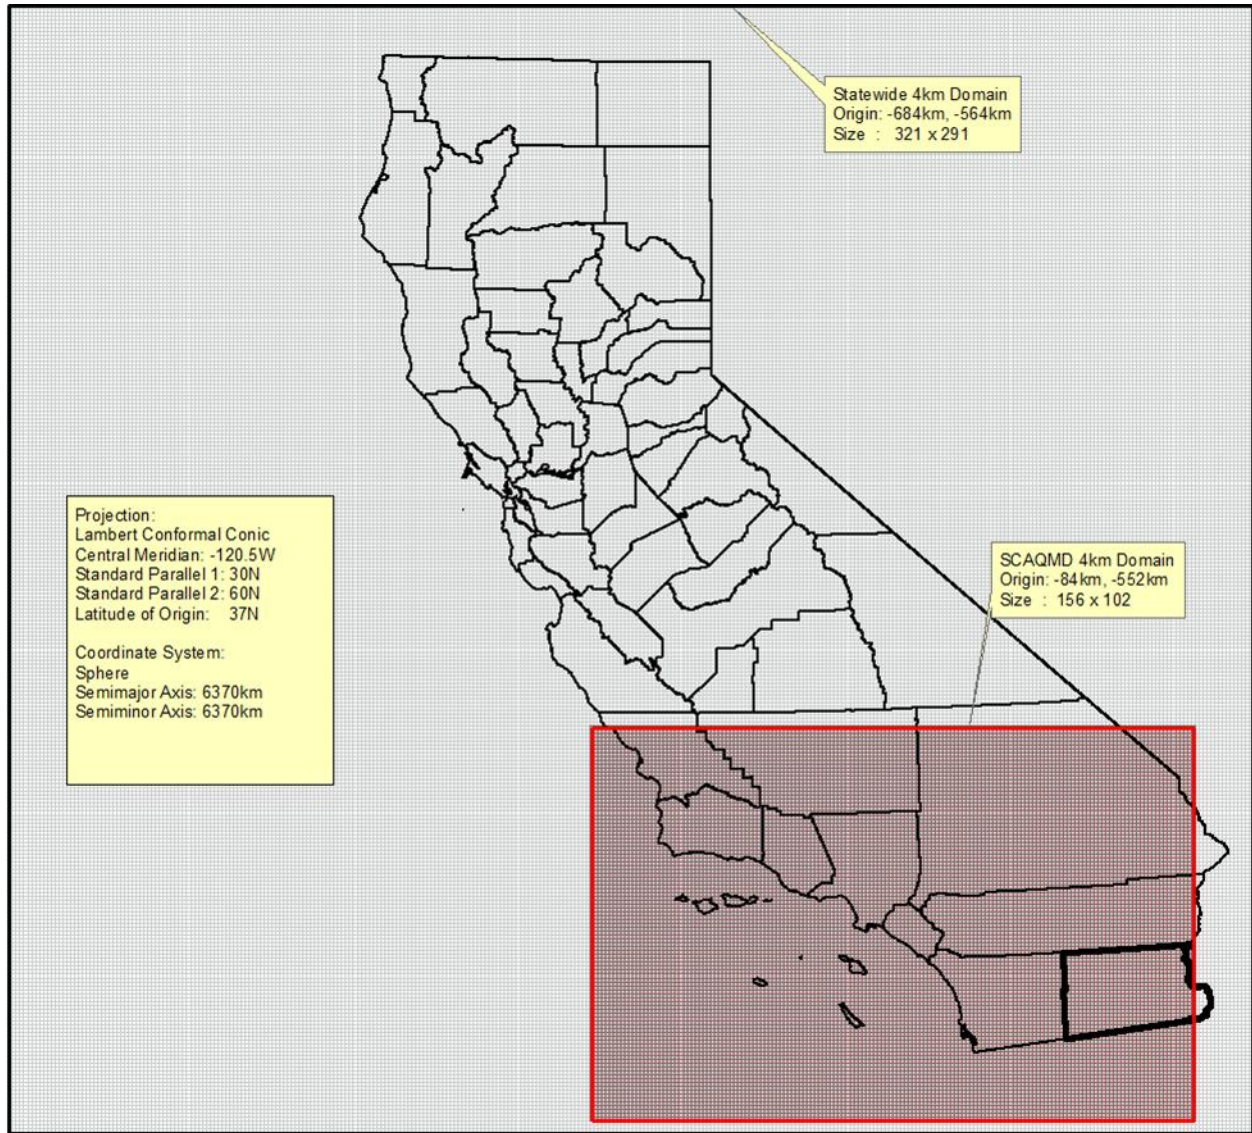 Statewide 4km Domain
Origin: -684km, -564km
Size : 321 x 291
Projection:
Lambert Conformal Conic
Central Meridian: -120.5W
Standard Parallel 1: 30N
Standard Parallel 2: 60N
Latitude of Origin: 37N
Coordinate System:
Sphere
Semimajor Axis: 6370km
Semiminor Axis: 6370km
SCAQMD 4km Domain
Origin: -84km, -552km
Size : 156 x 102